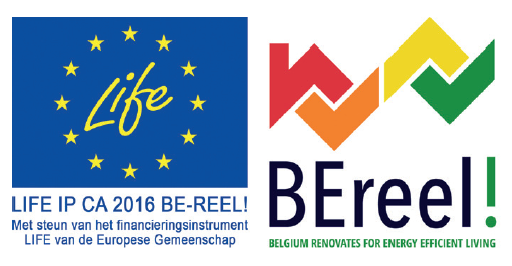 Life
LIFE IP CA 2016 BE-REEL!
Met steun van het financieringsinstrument
LIFE van de Europese Gemeenschap
BEreel!
BELGIUM RENOVATES FOR ENERGY EFFICIENT LIVING